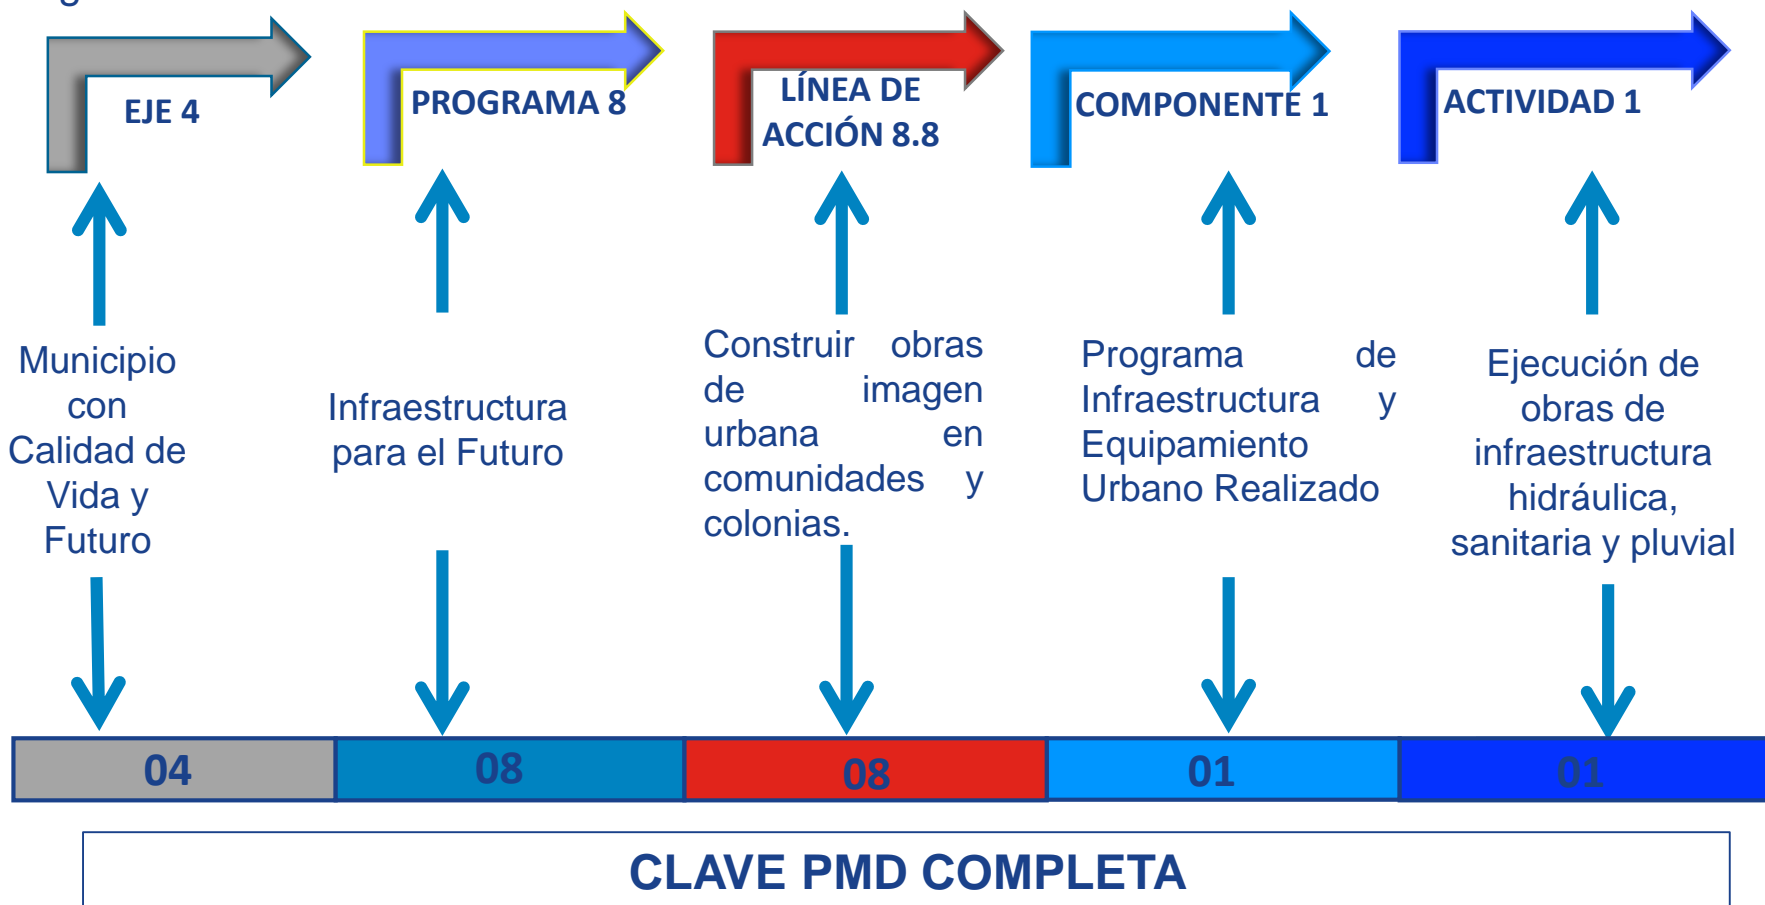 EJE 4
PROGRAMA 8
LÍNEA DE
ACCIÓN 8.8
COMPONENTE 1
ACTIVIDAD 1
Municipio
con
Calidad de
Vida y
Futuro
Infraestructura
para el Futuro
Construir obras
de imagen
urbana en
comunidades y
colonias.
Programa de
Infraestructura y
Equipamiento
Urbano Realizado
Ejecución de
obras de
infraestructura
hidráulica,
sanitaria y pluvial
04
08
08
01
01
CLAVE PMD COMPLETA